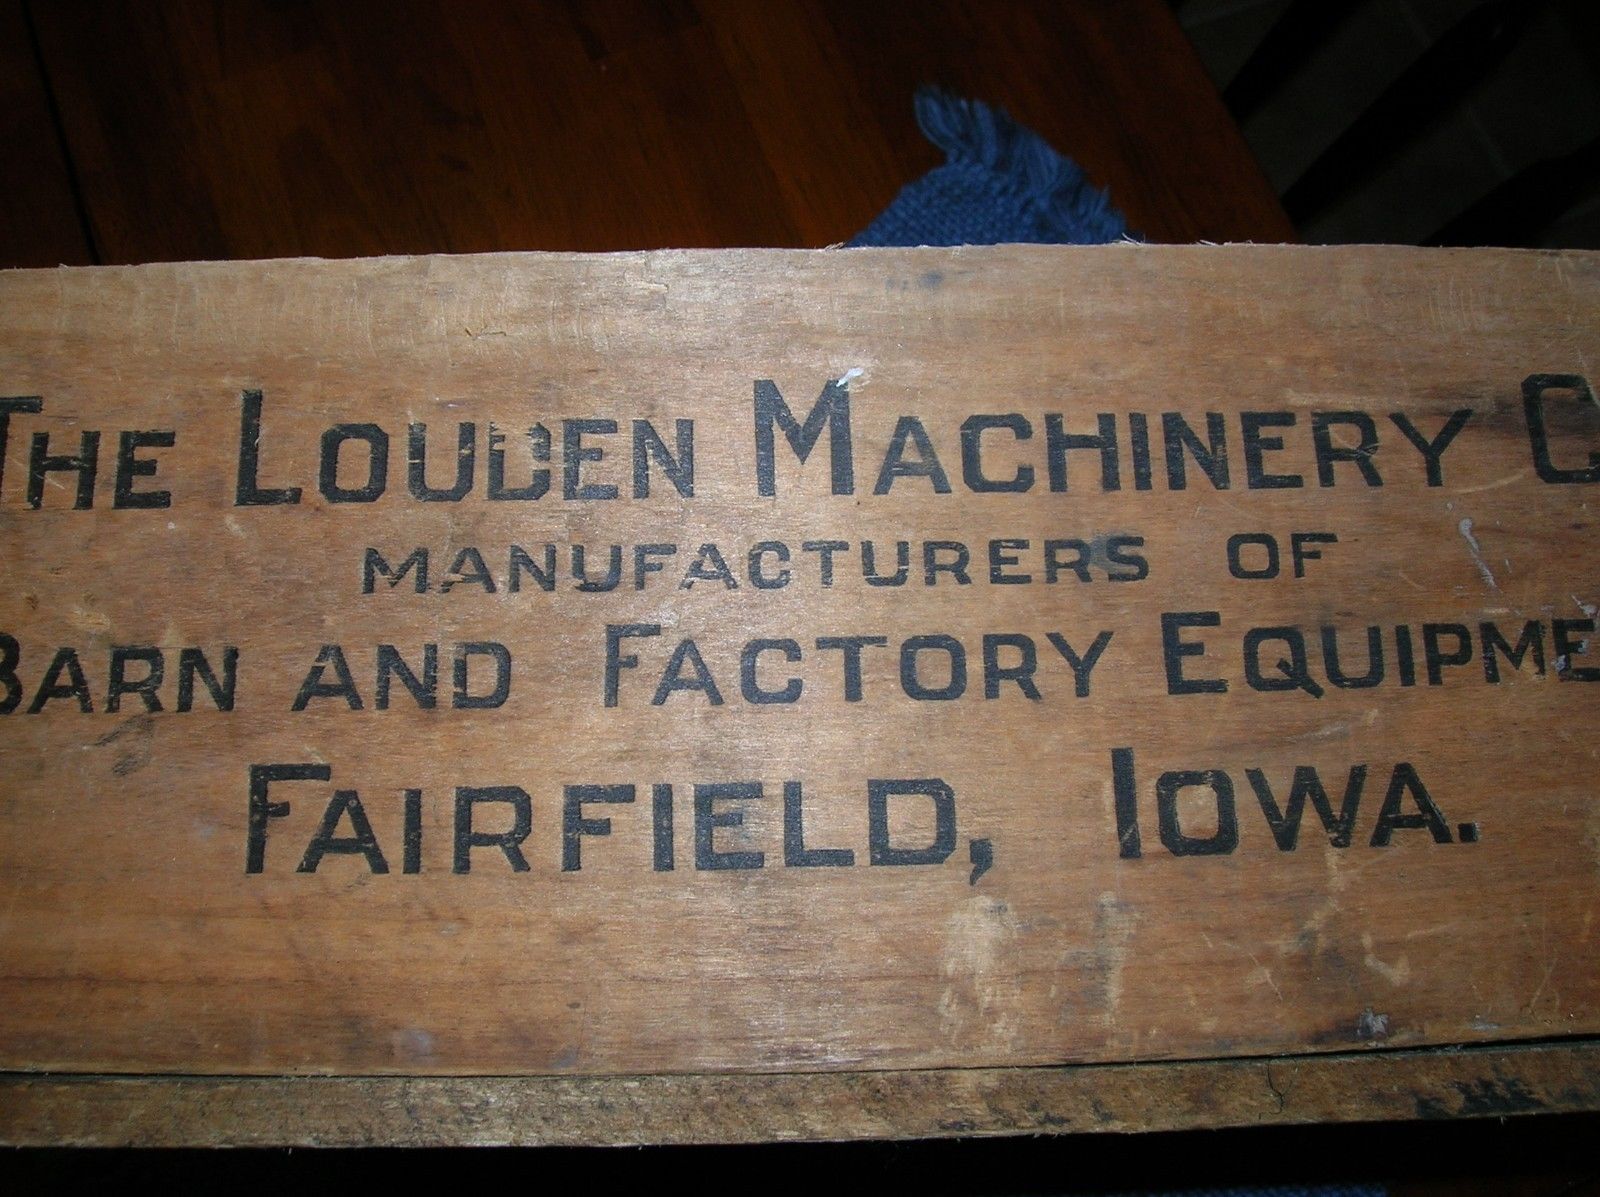 THE LOUDEN MACHINERY C
MANUFACTURERS OF
BARN AND FACTORY EQUIPME
FAIRFIELD, IOWA.